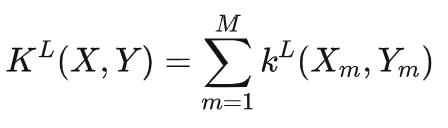 K^L(X, Y) = \sum_{m=1}^{M} k^L(X_m, Y_m)